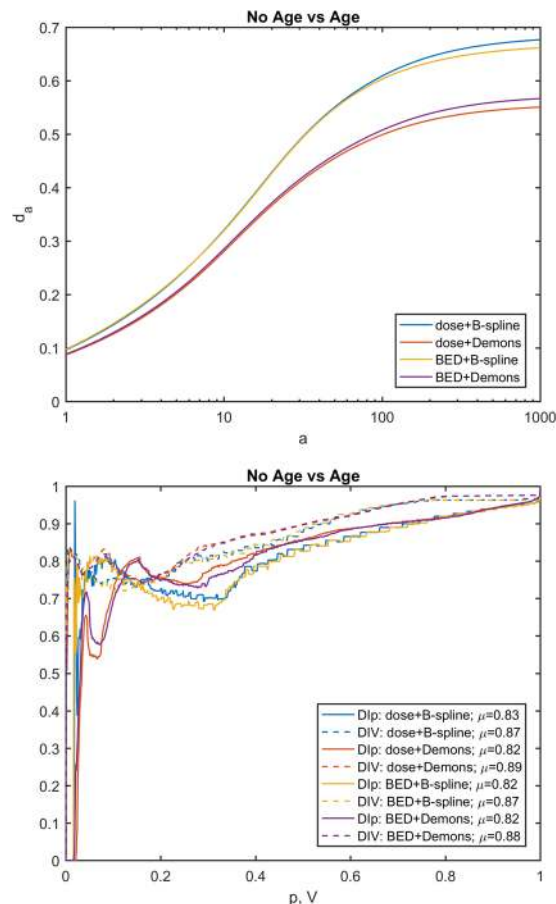 No Age vs Age
0.7
0.6
0.5
0.4
0.3
0.2
0.1
0
d_a
dose+B-spline
dose+Demons
BED+B-spline
BED+Demons
1 10 100 1000
a
No Age vs Age
1
0.9
0.8
0.7
0.6
0.5
0.4
0.3
0.2
0.1
0
DIp: dose+B-spline; μ=0.83
DIV: dose+B-spline; μ=0.87
DIp: dose+Demons; μ=0.82
DIV: dose+Demons; μ=0.89
DIp: BED+B-spline; μ=0.82
DIV: BED+B-spline; μ=0.87
DIp: BED+Demons; μ=0.82
DIV: BED+Demons; μ=0.88
0 0.2 0.4 0.6 0.8 1
p, V